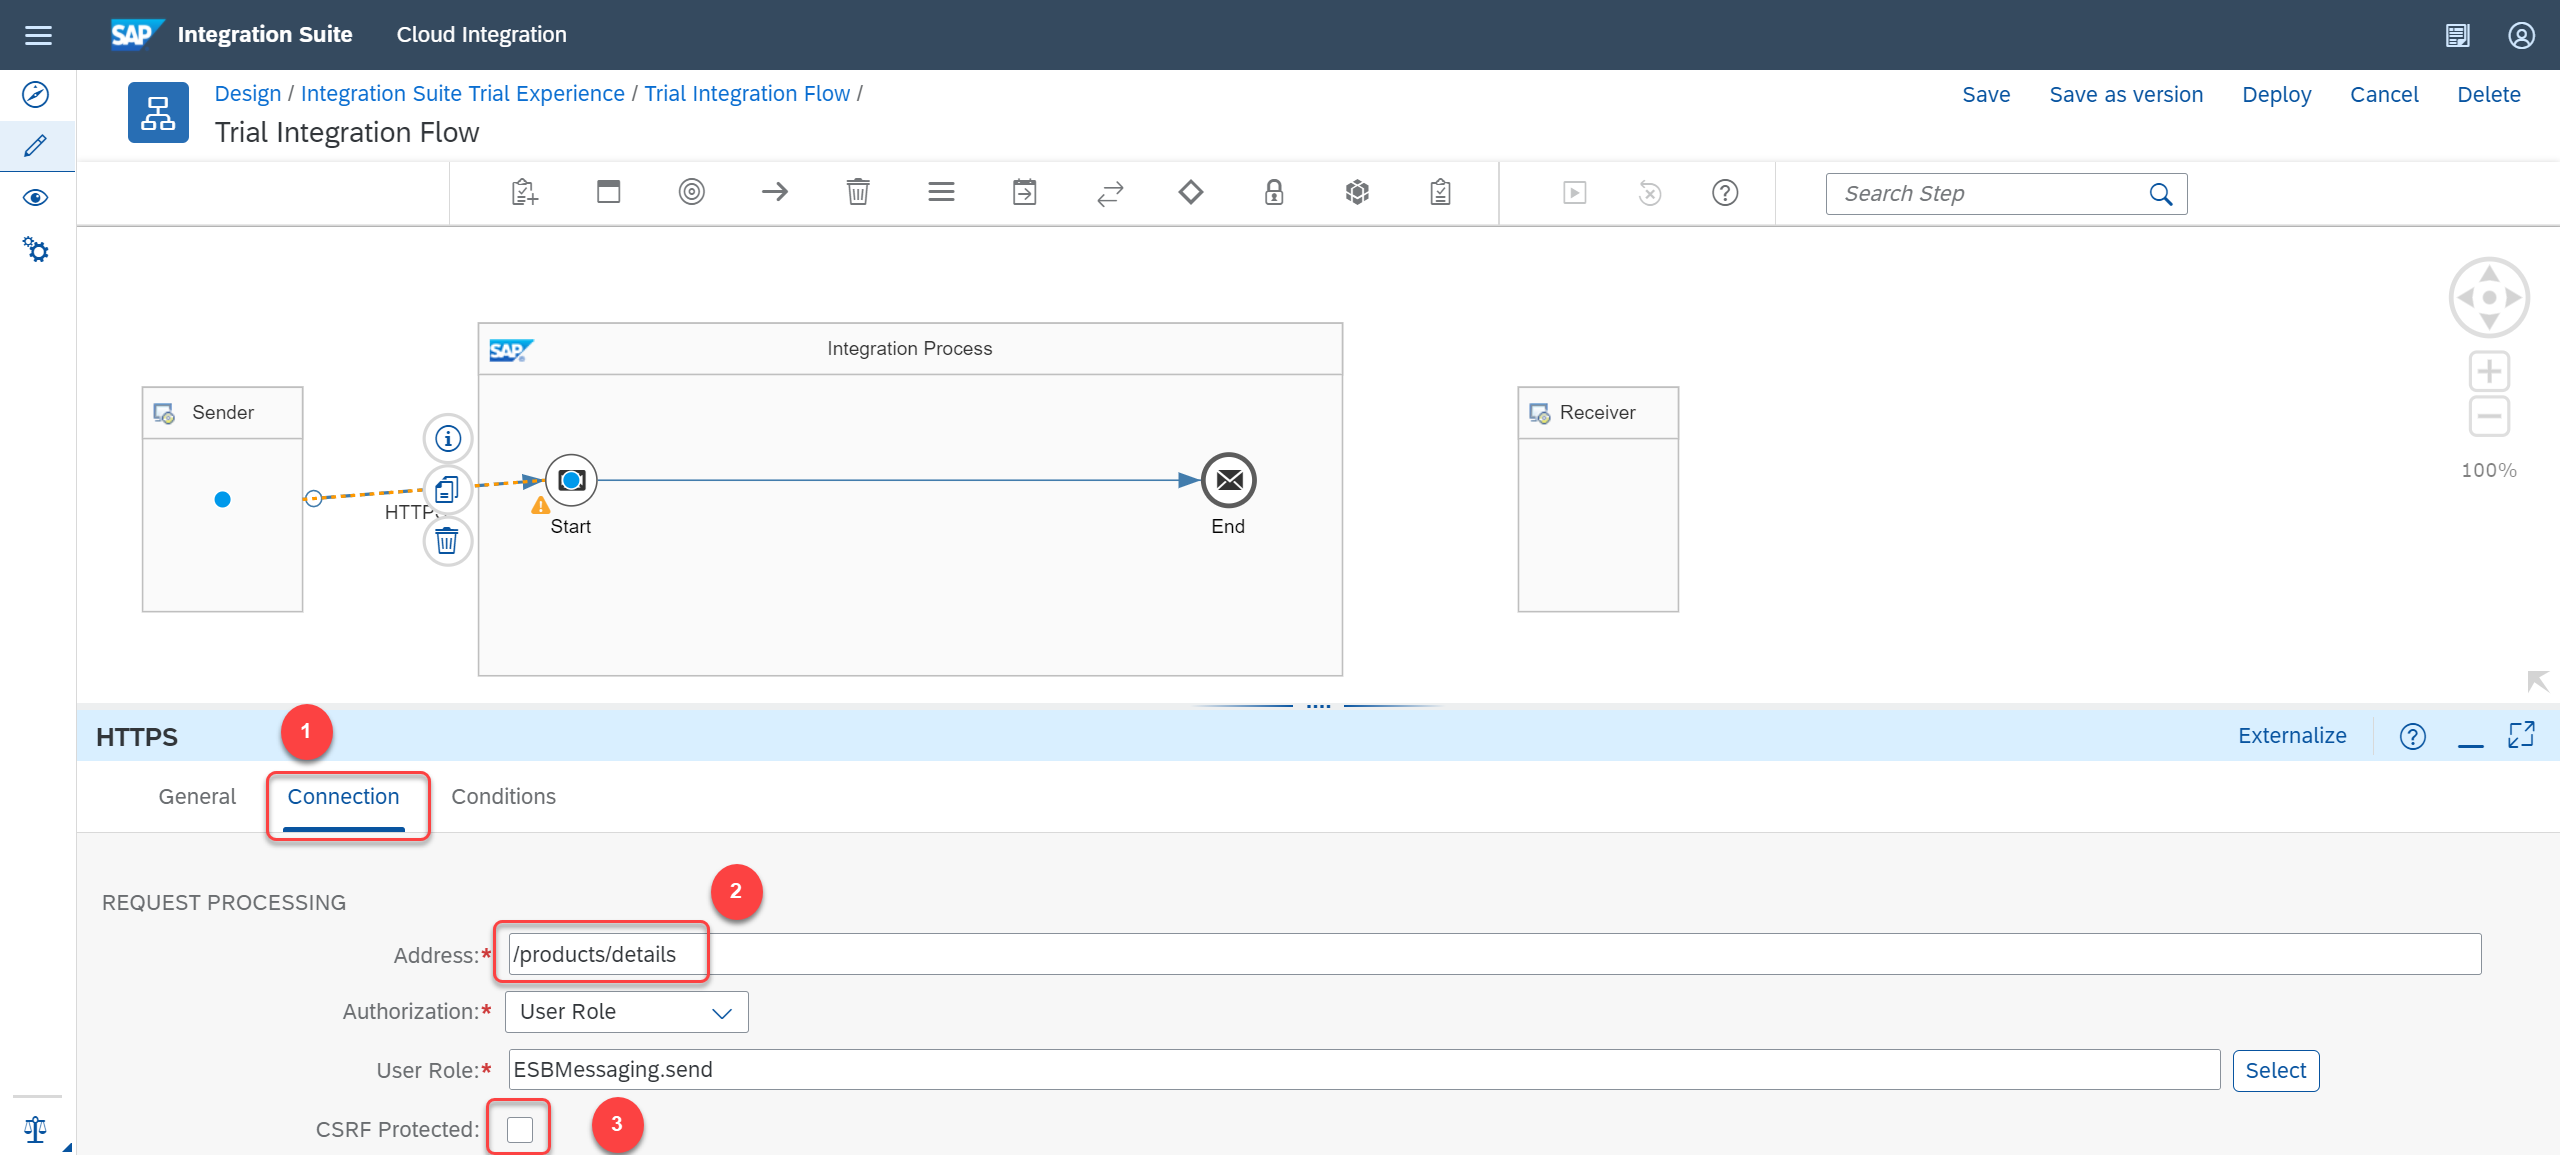 SAP Integration Suite Cloud Integration
Design / Integration Suite Trial Experience / Trial Integration Flow /
Save Save as version Deploy Cancel Delete
Trial Integration Flow
Search Step
SAP Integration Process
Sender
Receiver
HTTPS
Start
End
100%
1
HTTPS
Externalize
General Connection Conditions
2
REQUEST PROCESSING
Address:* /products/details
Authorization:* User Role
User Role:* ESBMessaging.send Select
CSRF Protected: 3